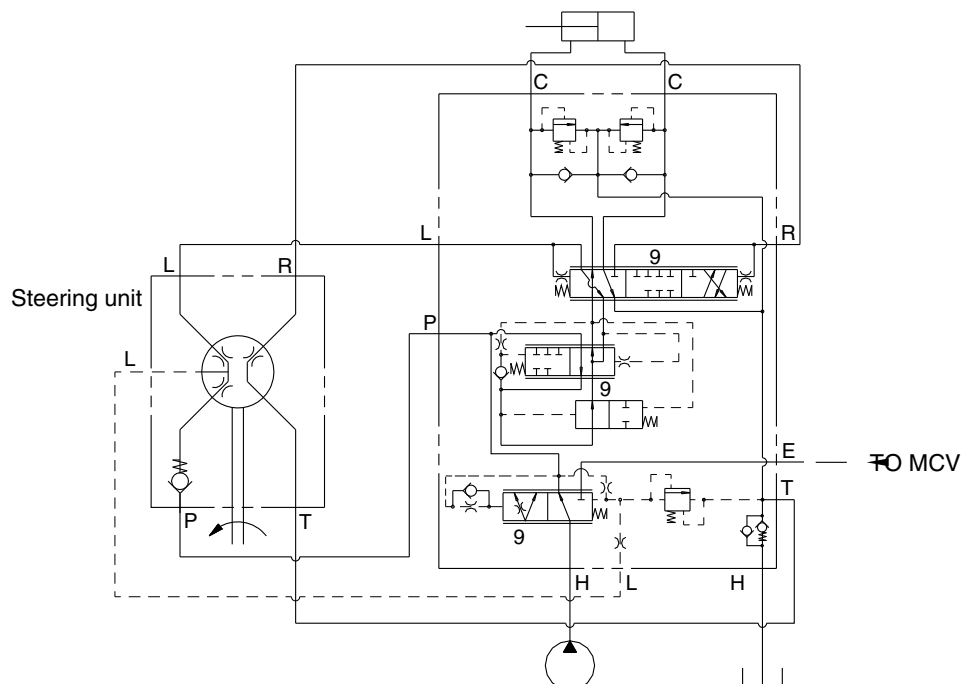 C C
L R
9
L R
Steering unit
P
L
9
E TO MCV
T
P T
9
H L H